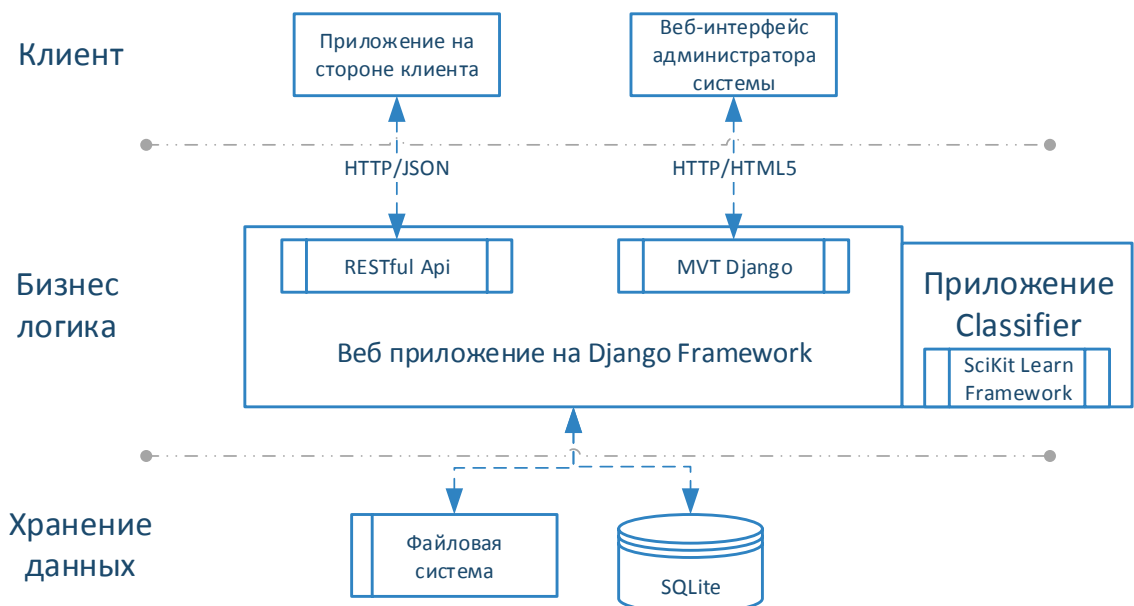 Клиент
Приложение на
стороне клиента
Веб-интерфейс
администратора
системы
HTTP/JSON
HTTP/HTML5
Бизнес
логика
RESTful Api
MVT Django
Веб приложение на Django Framework
Приложение
Classifier
SciKit Learn
Framework
Хранение
данных
Файловая
система
SQLite